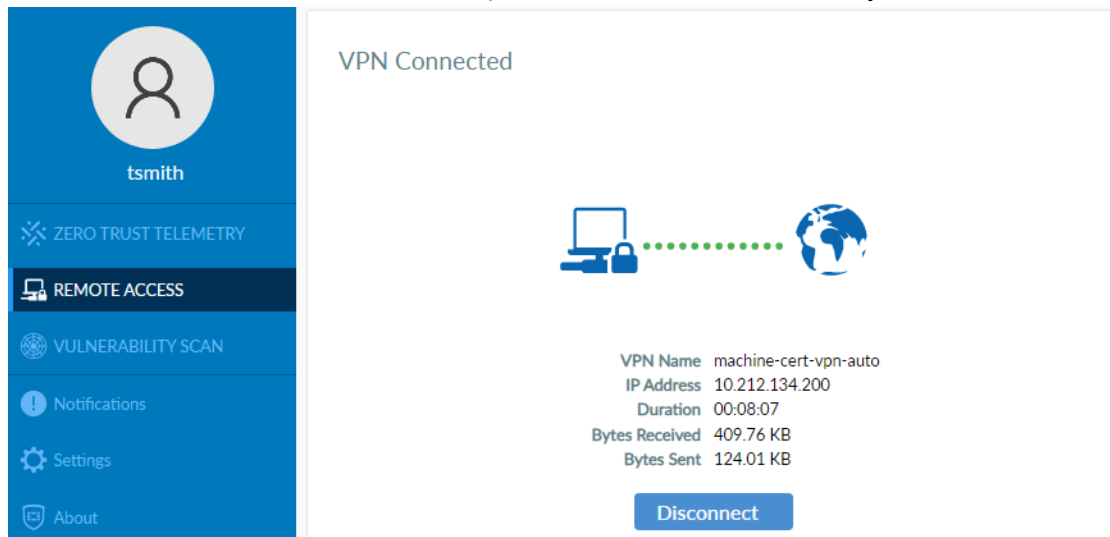 VPN Connected
tsmith
ZERO TRUST TELEMETRY
REMOTE ACCESS
VULNERABILITY SCAN
Notifications
Settings
About
VPN Name machine-cert-vpn-auto
IP Address 10.212.134.200
Duration 00:08:07
Bytes Received 409.76 KB
Bytes Sent 124.01 KB
Disconnect